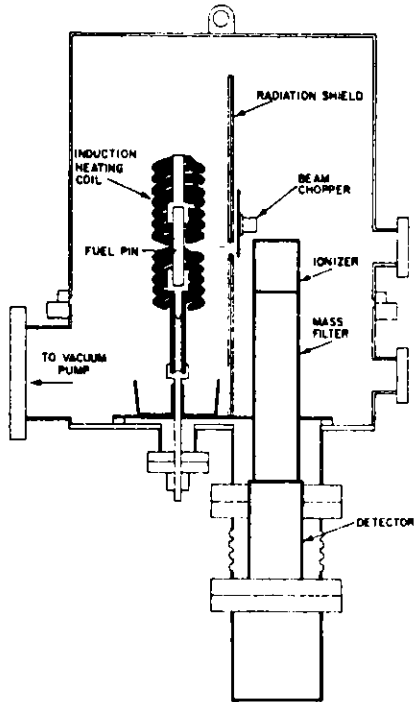 RADIATION SHIELD
INDUCTION
HEATING
COIL
BEAM
CHOPPER
FUEL PIN
IONIZER
MASS
FILTER
TO VACUUM
PUMP
DETECTOR